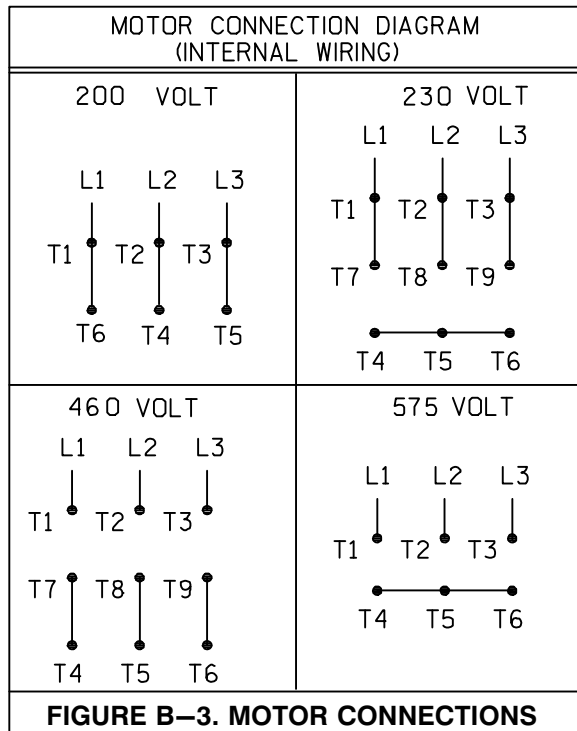 MOTOR CONNECTION DIAGRAM
(INTERNAL WIRING)
200 VOLT
L1 L2 L3
T1 T2 T3
T6 T4 T5
230 VOLT
L1 L2 L3
T1 T2 T3
T7 T8 T9
T4 T5 T6
460 VOLT
L1 L2 L3
T1 T2 T3
T7 T8 T9
T4 T5 T6
575 VOLT
L1 L2 L3
T1 T2 T3
T4 T5 T6
FIGURE B–3. MOTOR CONNECTIONS